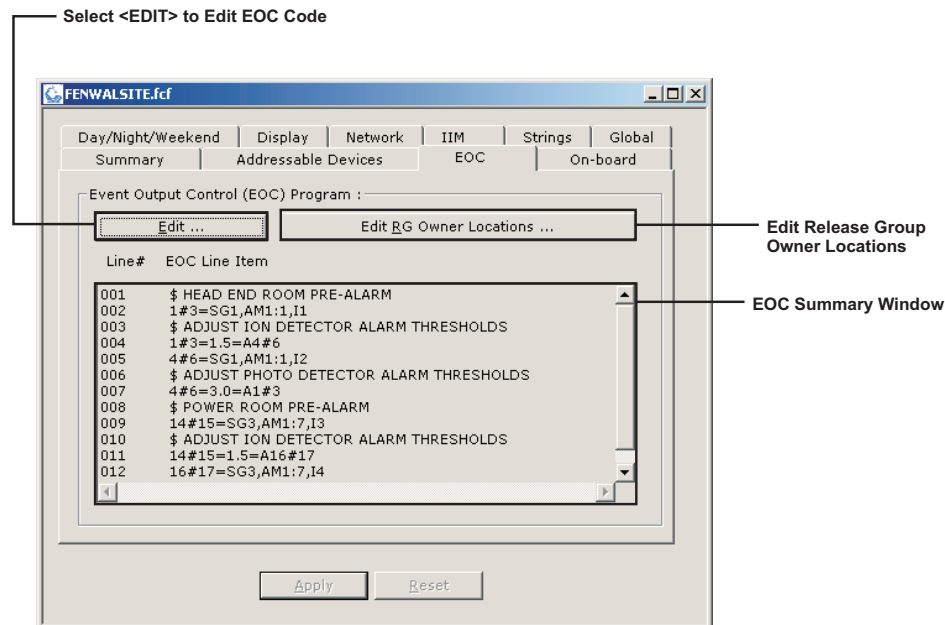 Select <EDIT> to Edit EOC Code
FENWALSITE.fcf
Day/Night/Weekend Display Network IIM Strings Global
Summary Addressable Devices EOC On-board
Event Output Control (EOC) Program :
Edit ... Edit RG Owner Locations ...
Edit Release Group
Owner Locations
Line# EOC Line Item
EOC Summary Window
001 $ HEAD END ROOM PRE-ALARM
002 1#3=SG1,AM1:1,I1
003 $ ADJUST ION DETECTOR ALARM THRESHOLDS
004 1#3=1.5=A4#6
005 4#6=SG1,AM1:1,I2
006 $ ADJUST PHOTO DETECTOR ALARM THRESHOLDS
007 4#6=3.0=A1#3
008 $ POWER ROOM PRE-ALARM
009 14#15=SG3,AM1:7,I3
010 $ ADJUST ION DETECTOR ALARM THRESHOLDS
011 14#15=1.5=A16#17
012 16#17=SG3,AM1:7,I4
Apply Reset